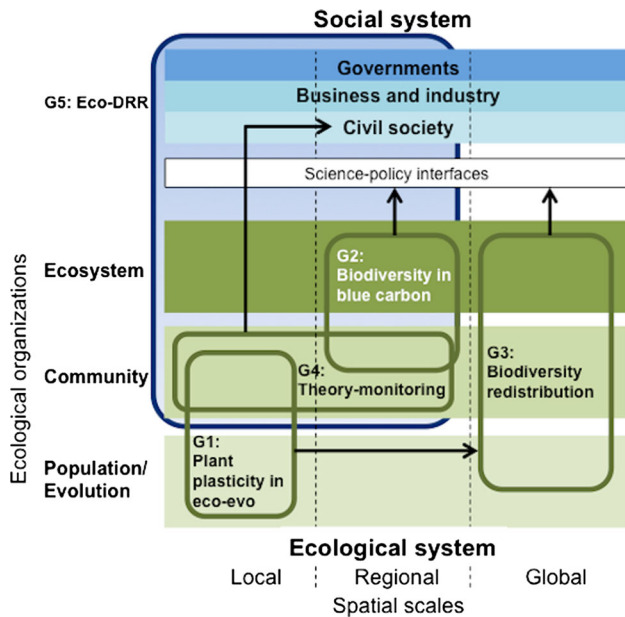 Social system
Governments
G5: Eco-DRR
Business and industry
Civil society
Science-policy interfaces
Ecological organizations
Ecosystem
G2:
Biodiversity in
blue carbon
Community
G4:
Theory-monitoring
G3:
Biodiversity
redistribution
Population/
Evolution
G1:
Plant
plasticity in
eco-evo
Ecological system
Local
Regional
Global
Spatial scales